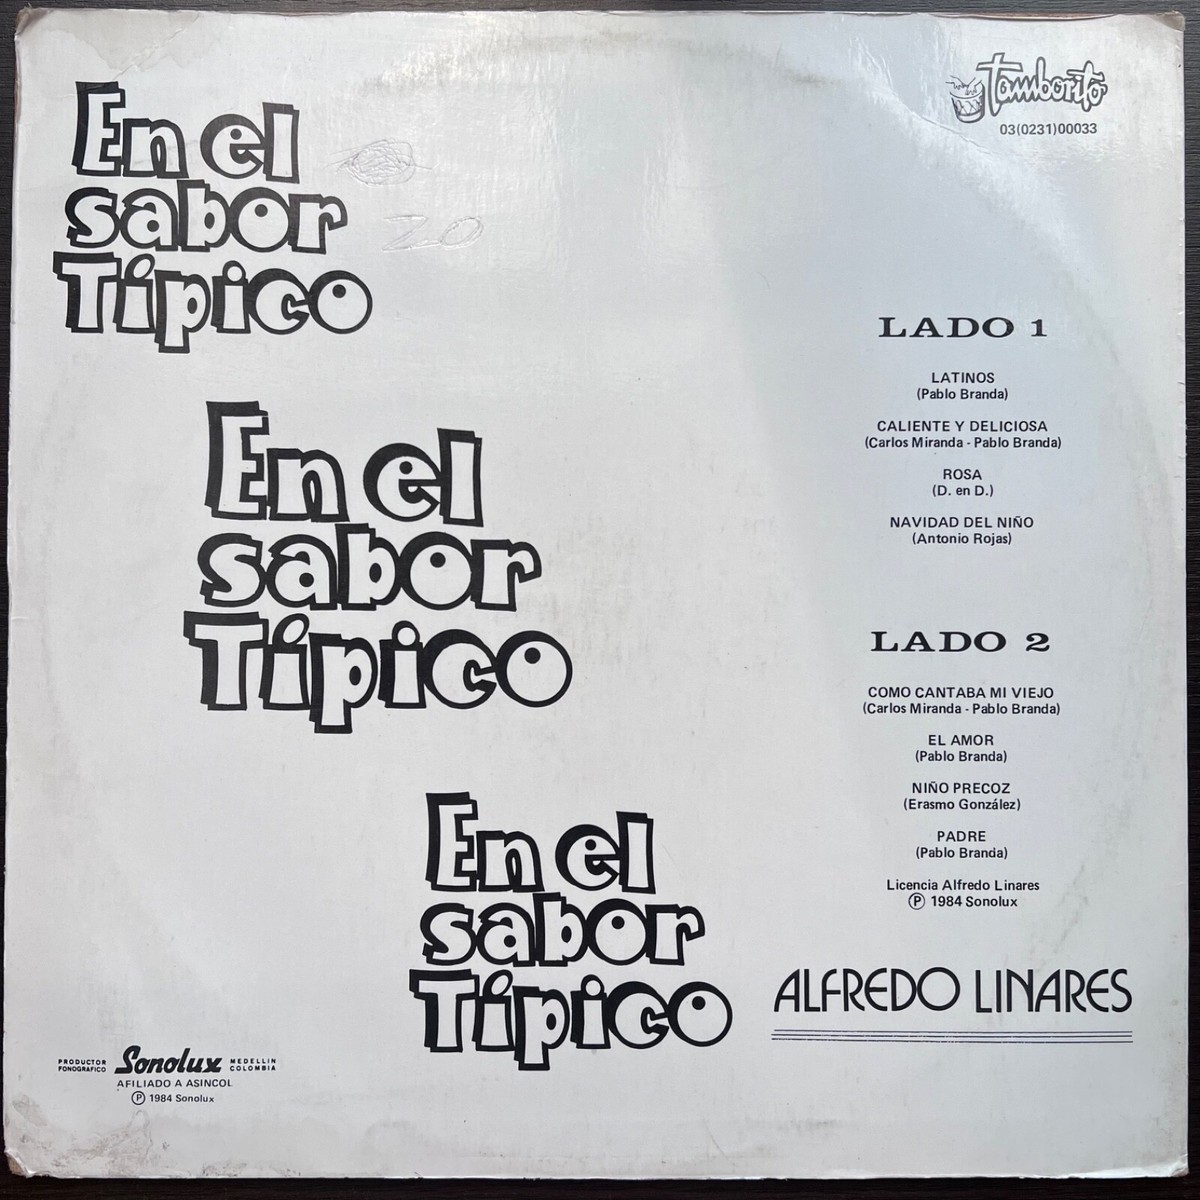 En el
sabor
Típico
20
Tamborito
03(0231)00033
En el
sabor
Típico
En el
sabor
Típico
LADO 1
LATINOS
(Pablo Branda)
CALIENTE Y DELICIOSA
(Carlos Miranda - Pablo Branda)
ROSA
(D. en D.)
NAVIDAD DEL NIÑO
(Antonio Rojas)
LADO 2
COMO CANTABA MI VIEJO
(Carlos Miranda - Pablo Branda)
EL AMOR
(Pablo Branda)
NIÑO PRECOZ
(Erasmo González)
PADRE
(Pablo Branda)
Licencia Alfredo Linares
Ⓟ 1984 Sonolux
ALFREDO LINARES
PRODUCTOR
FONOGRAFICO
Sonolux
MEDELLIN
COLOMBIA
AFILIADO A ASINCOL
Ⓟ 1984 Sonolux